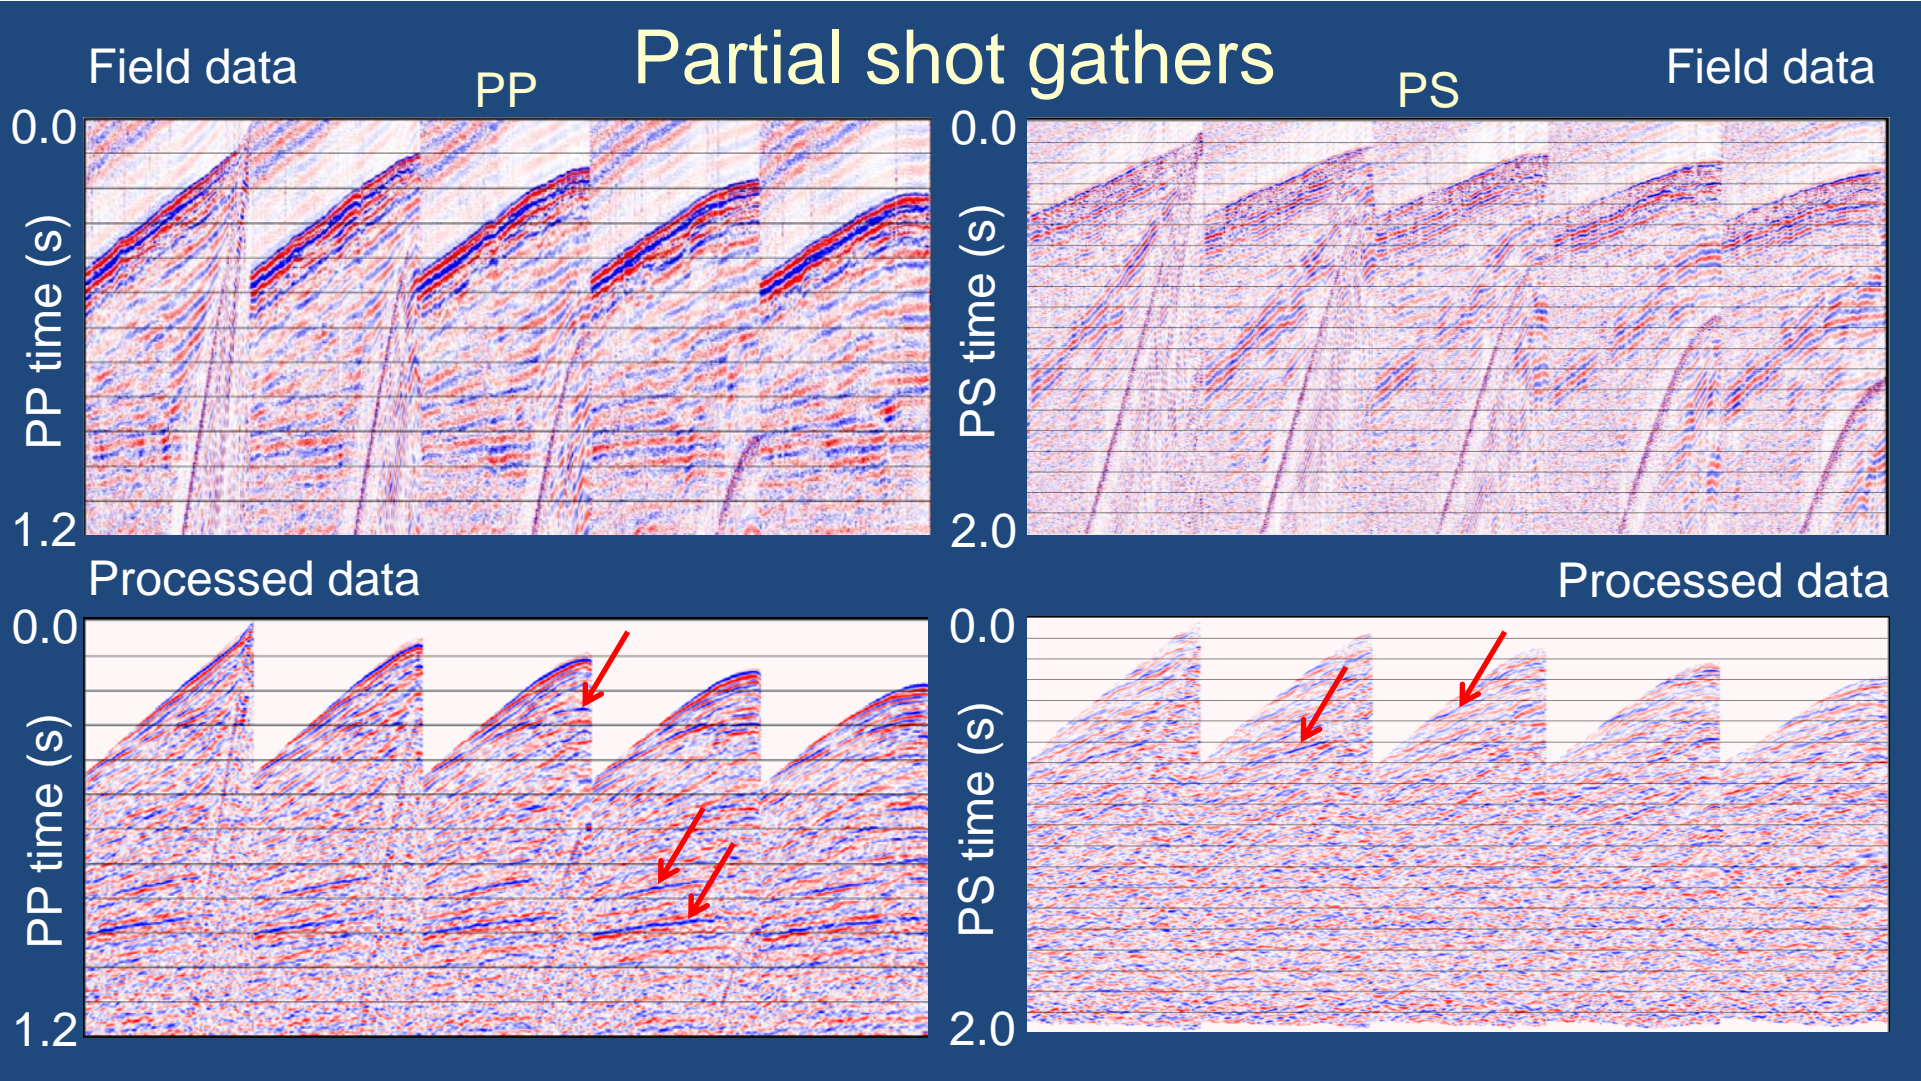 Partial shot gathers
Field data
PP
PS
Field data
0.0
PP time (s)
1.2
0.0
PS time (s)
2.0
Processed data
Processed data
0.0
PP time (s)
1.2
0.0
PS time (s)
2.0